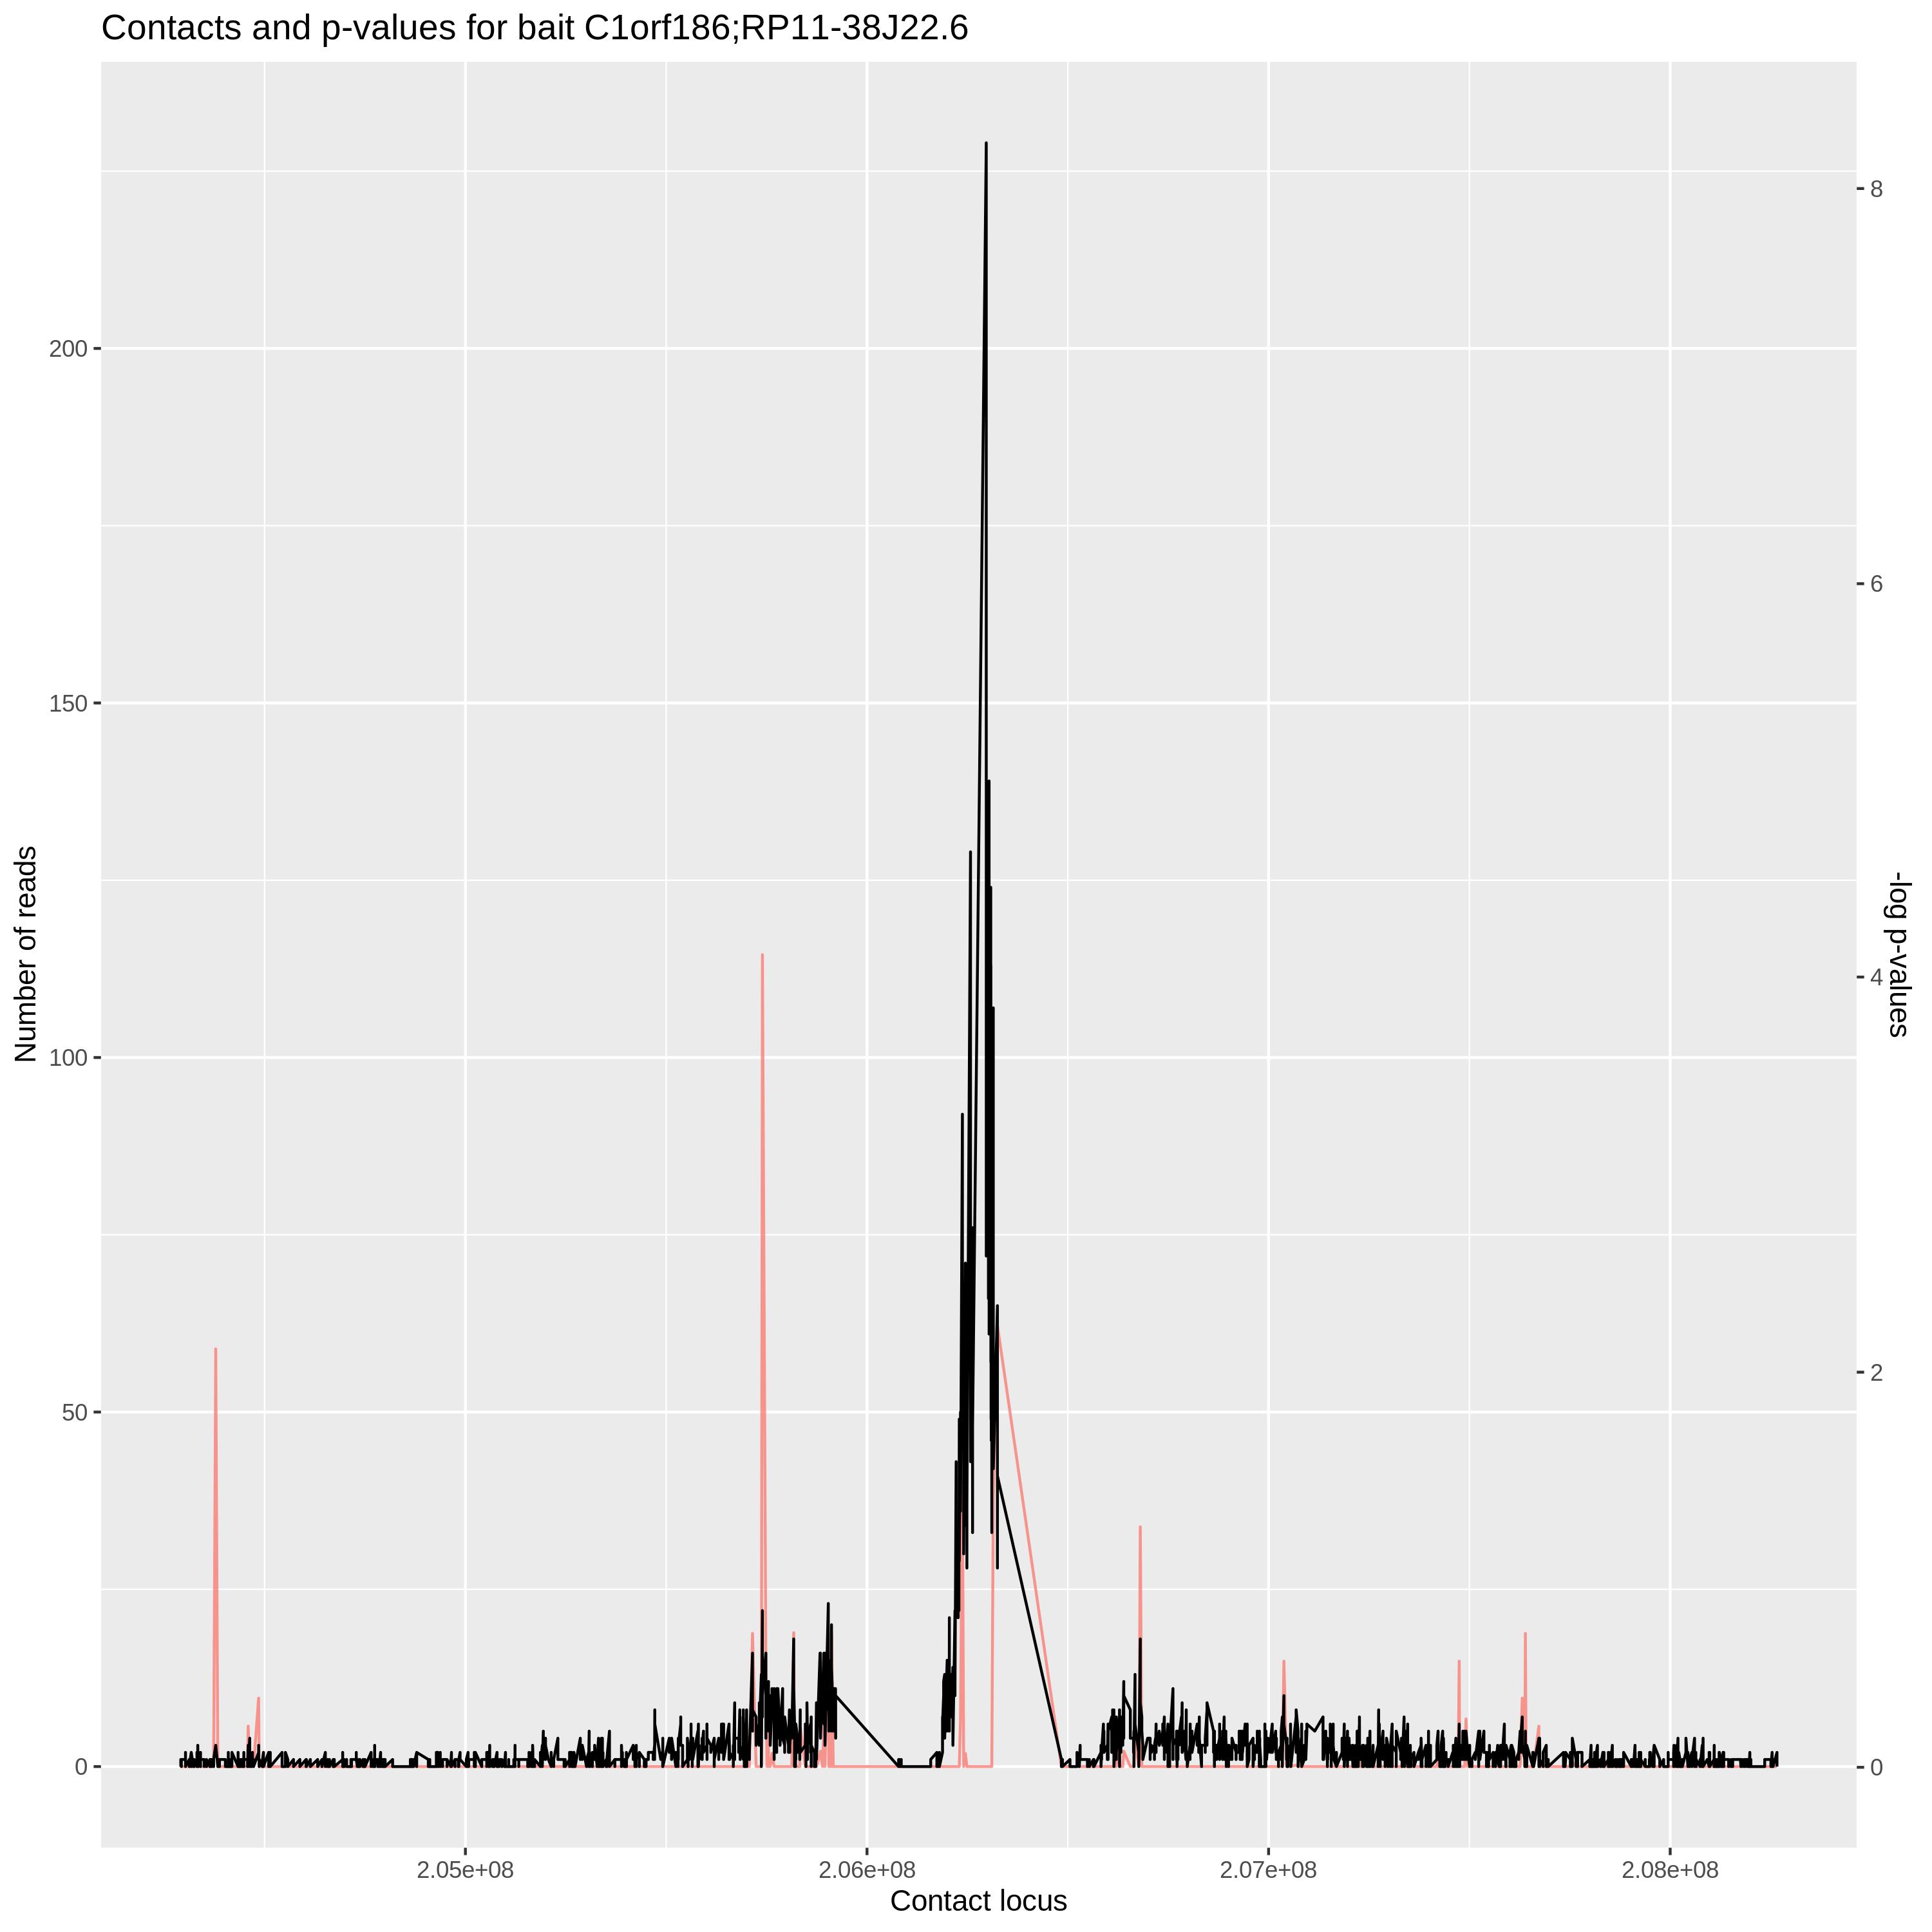 Contacts and p-values for bait C1orf186;RP11-38J22.6
Number of reads
200
150
100
50
0
8
6
4
2
0
-log p-values
2.05e+08
2.06e+08
2.07e+08
2.08e+08
Contact locus